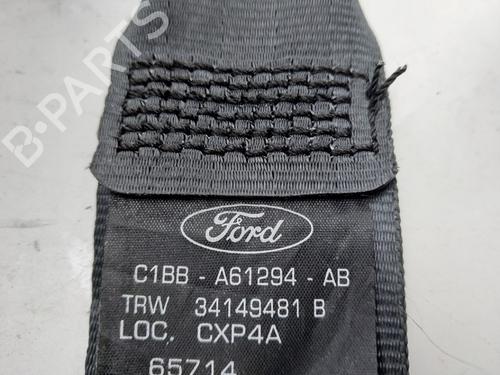 B-PARTS
Ford
C1BB - A61294 - AB
TRW 34149481 B
LOC. CXP4A
65714